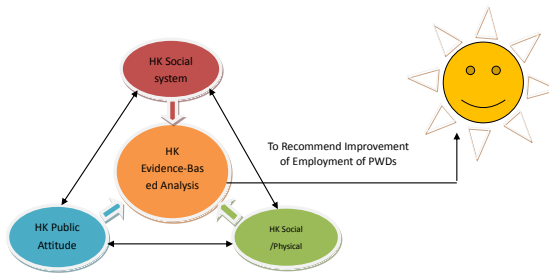 HK Social
system
To Recommend Improvement
of Employment of PWDs
HK
Evidence-Bas
ed Analysis
HK Public
Attitude
HK Social
/Physical